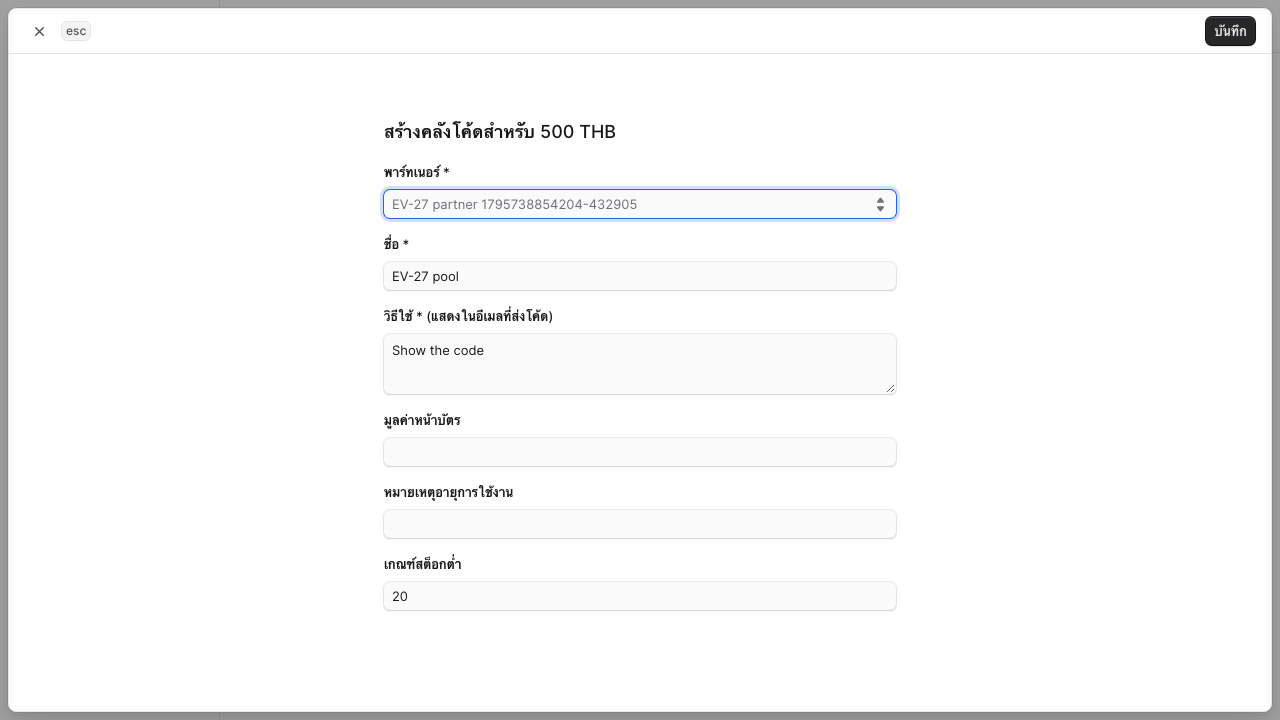 esc
บันทึก
สร้างคลังโค้ดสำหรับ 500 THB
พาร์ทเนอร์ *
EV-27 partner 1795738854204-432905
ชื่อ *
EV-27 pool
วิธีใช้ * (แสดงในอีเมลที่ส่งโค้ด)
Show the code
มูลค่าหน้าบัตร
หมายเหตุอายุการใช้งาน
เกณฑ์สต็อกต่ำ
20